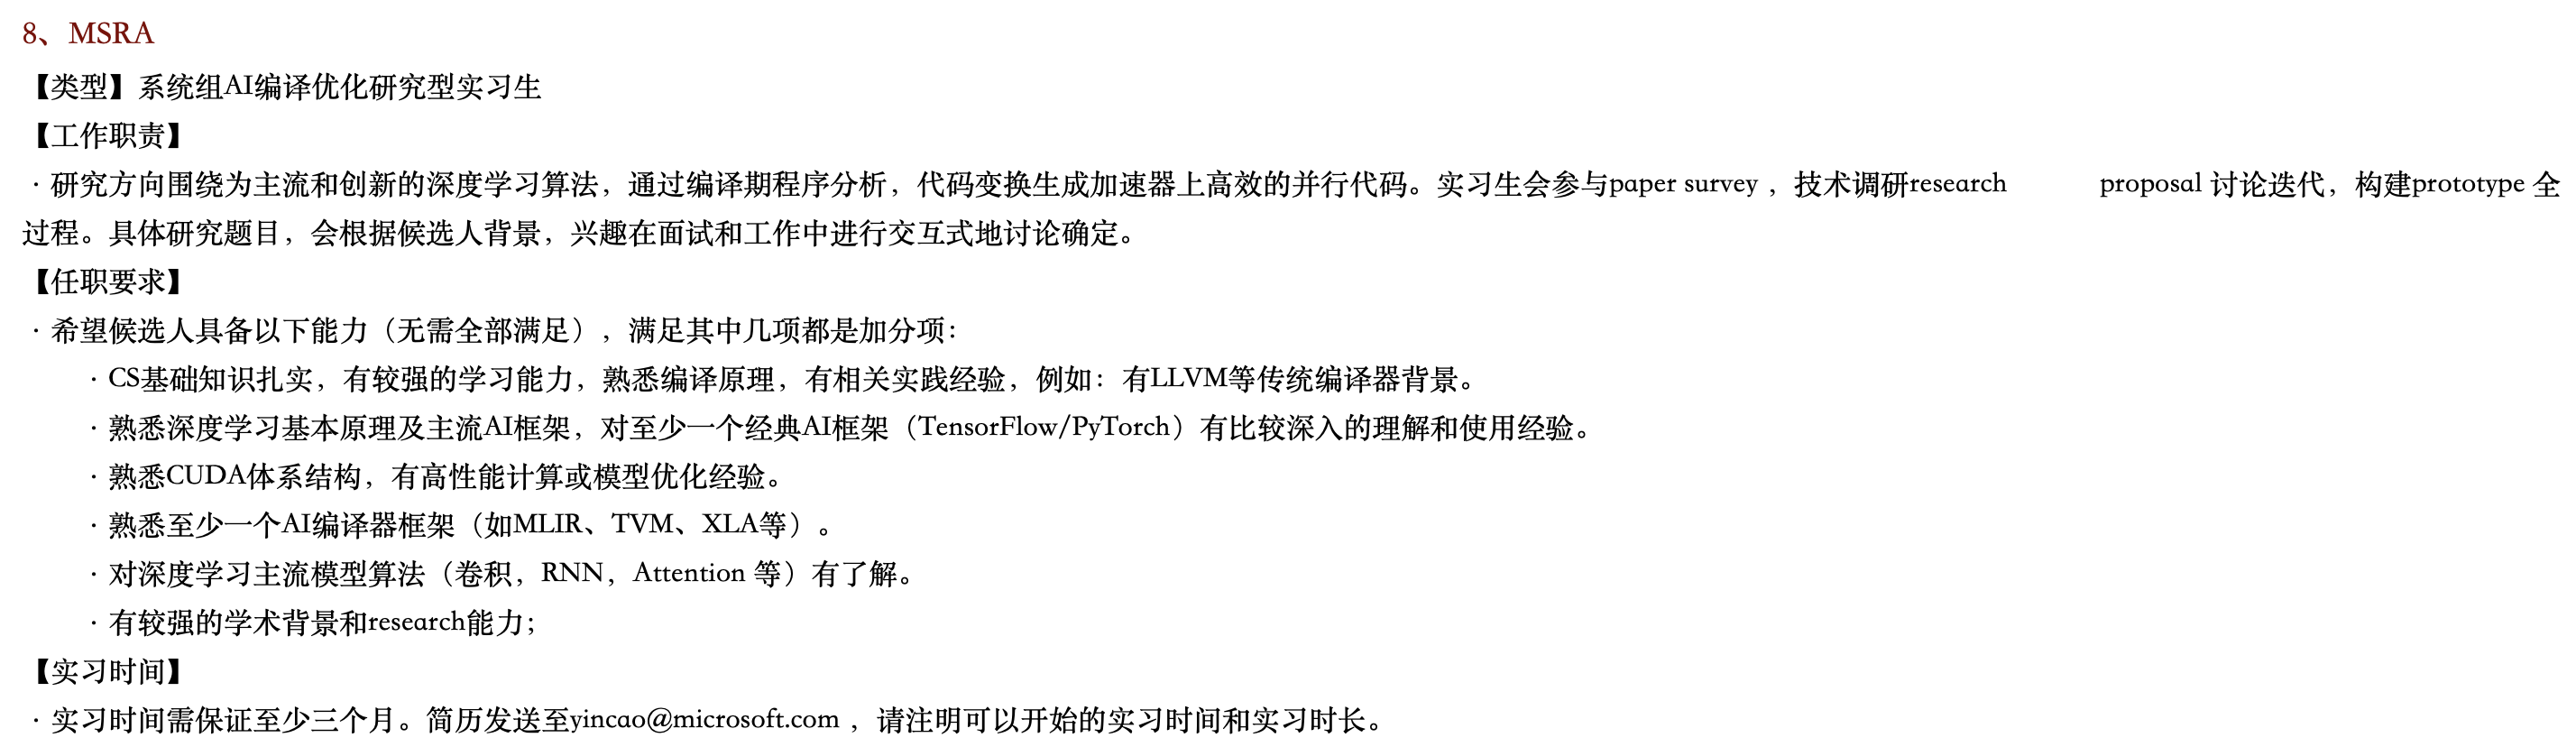 8、MSRA
【类型】系统组AI编译优化研究型实习生
【工作职责】
· 研究方向围绕为主流和创新的深度学习算法，通过编译期程序分析，代码变换生成加速器上高效的并行代码。实习生会参与paper survey ，技术调研research proposal 讨论迭代，构建prototype 全
过程。具体研究题目，会根据候选人背景，兴趣在面试和工作中进行交互式地讨论确定。
【任职要求】
· 希望候选人具备以下能力（无需全部满足），满足其中几项都是加分项：
· CS基础知识扎实，有较强的学习能力，熟悉编译原理，有相关实践经验，例如：有LLVM等传统编译器背景。
· 熟悉深度学习基本原理及主流AI框架，对至少一个经典AI框架（TensorFlow/PyTorch）有比较深入的理解和使用经验。
· 熟悉CUDA体系结构，有高性能计算或模型优化经验。
· 熟悉至少一个AI编译器框架（如MLIR、TVM、XLA等）。
· 对深度学习主流模型算法（卷积，RNN，Attention 等）有了解。
· 有较强的学术背景和research能力；
【实习时间】
· 实习时间需保证至少三个月。简历发送至yincao@microsoft.com ，请注明可以开始的实习时间和实习时长。